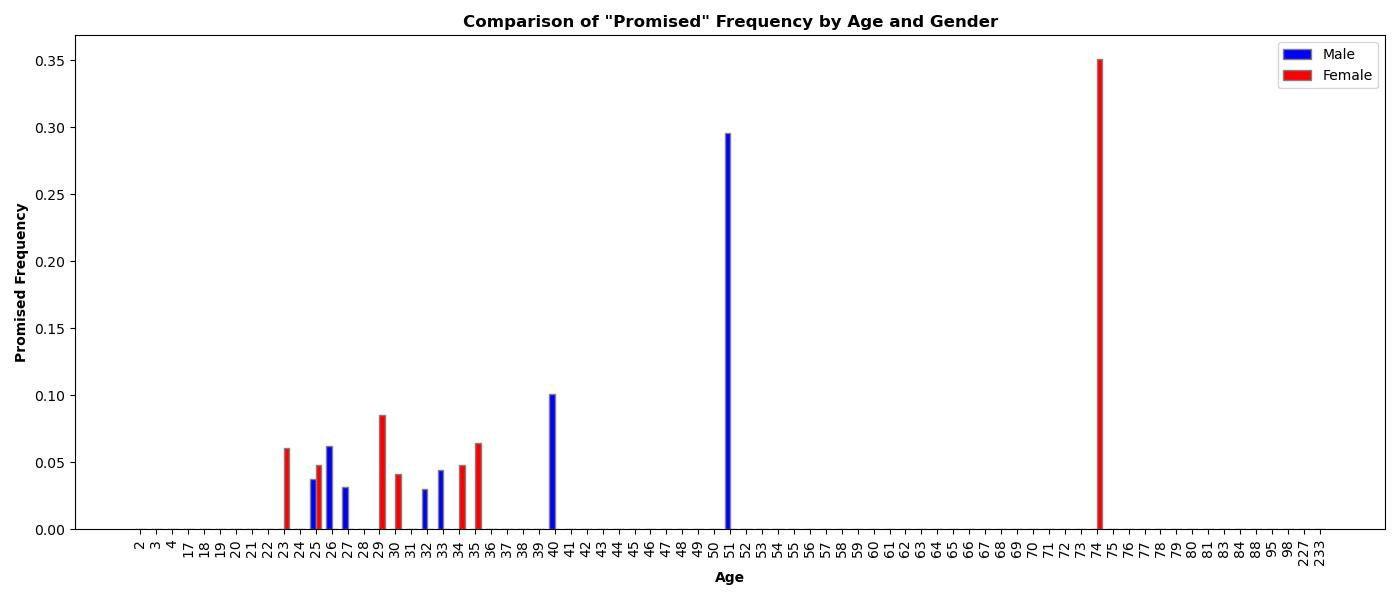 Comparison of "Promised" Frequency by Age and Gender
Male
Female
Promised Frequency
0.35
0.30
0.25
0.20
0.15
0.10
0.05
0.00
2 3 4 17 18 19 20 21 22 23 24 25 26 27 28 29 30 31 32 33 34 35 36 37 38 39 40 41 42 43 44 45 46 47 48 49 50 51 52 53 54 55 56 57 58 59 60 61 62 63 64 65 66 67 68 69 70 71 72 73 74 75 76 77 78 79 80 81 83 84 88 95 98 227 233
Age